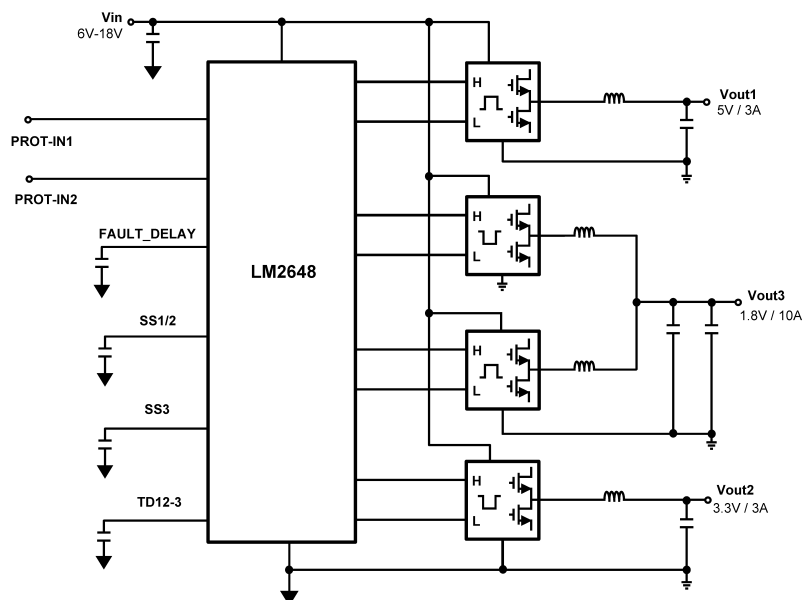 Vin
6V-18V
PROT-IN1
PROT-IN2
FAULT_DELAY
SS1/2
SS3
TD12-3
LM2648
H
L
Vout1
5V / 3A
H
L
Vout3
1.8V / 10A
H
L
H
L
Vout2
3.3V / 3A